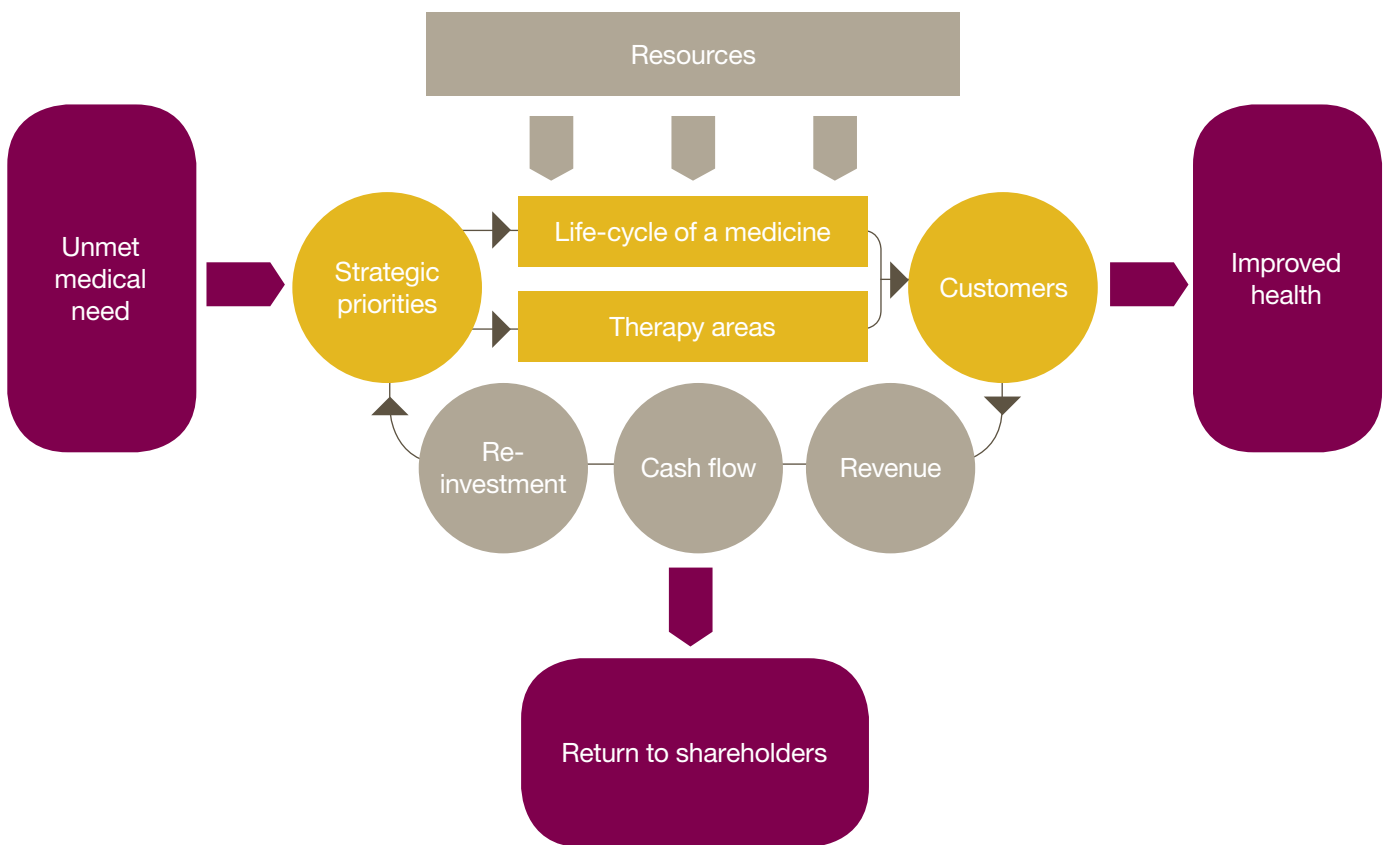 Resources
Unmet
medical
need
Strategic
priorities
Life-cycle of a medicine
Therapy areas
Customers
Improved
health
Re-
investment
Cash flow
Revenue
Return to shareholders